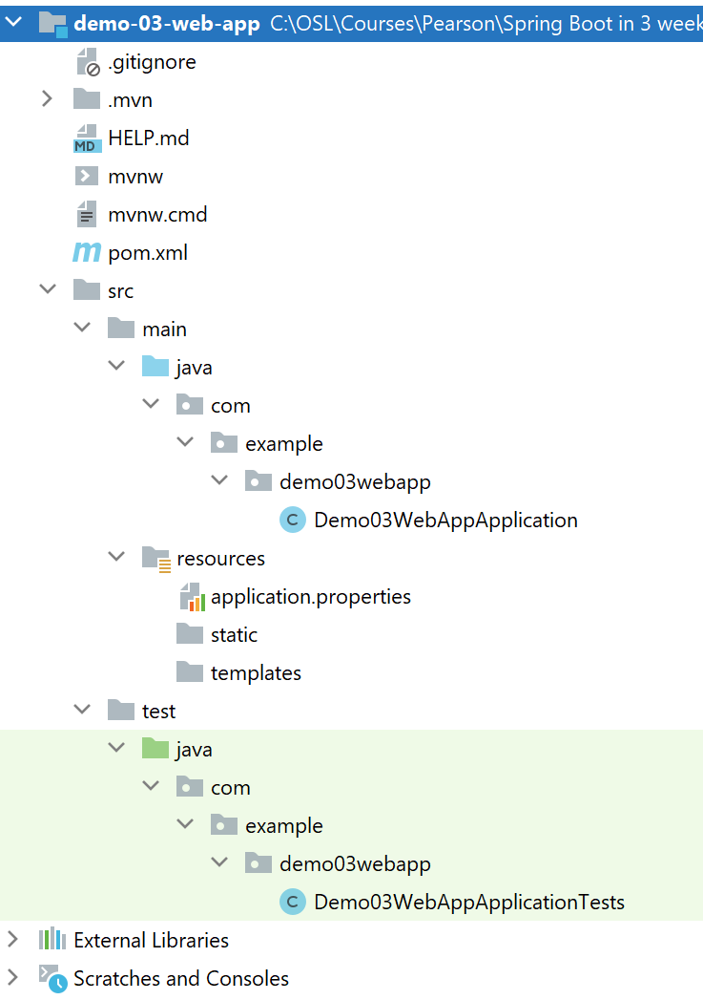 demo-03-web-app C:\OSL\Courses\Pearson\Spring Boot in 3 week
.gitignore
.mvn
HELP.md
mvnw
mvnw.cmd
pom.xml
src
main
java
com
example
demo03webapp
Demo03WebAppApplication
resources
application.properties
static
templates
test
java
com
example
demo03webapp
Demo03WebAppApplicationTests
External Libraries
Scratches and Consoles